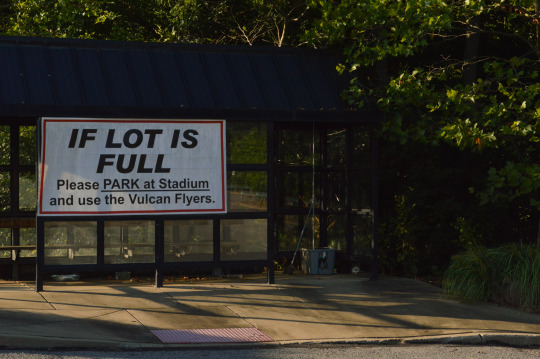 IF LOT IS
FULL
Please PARK at Stadium
and use the Vulcan Flyers.